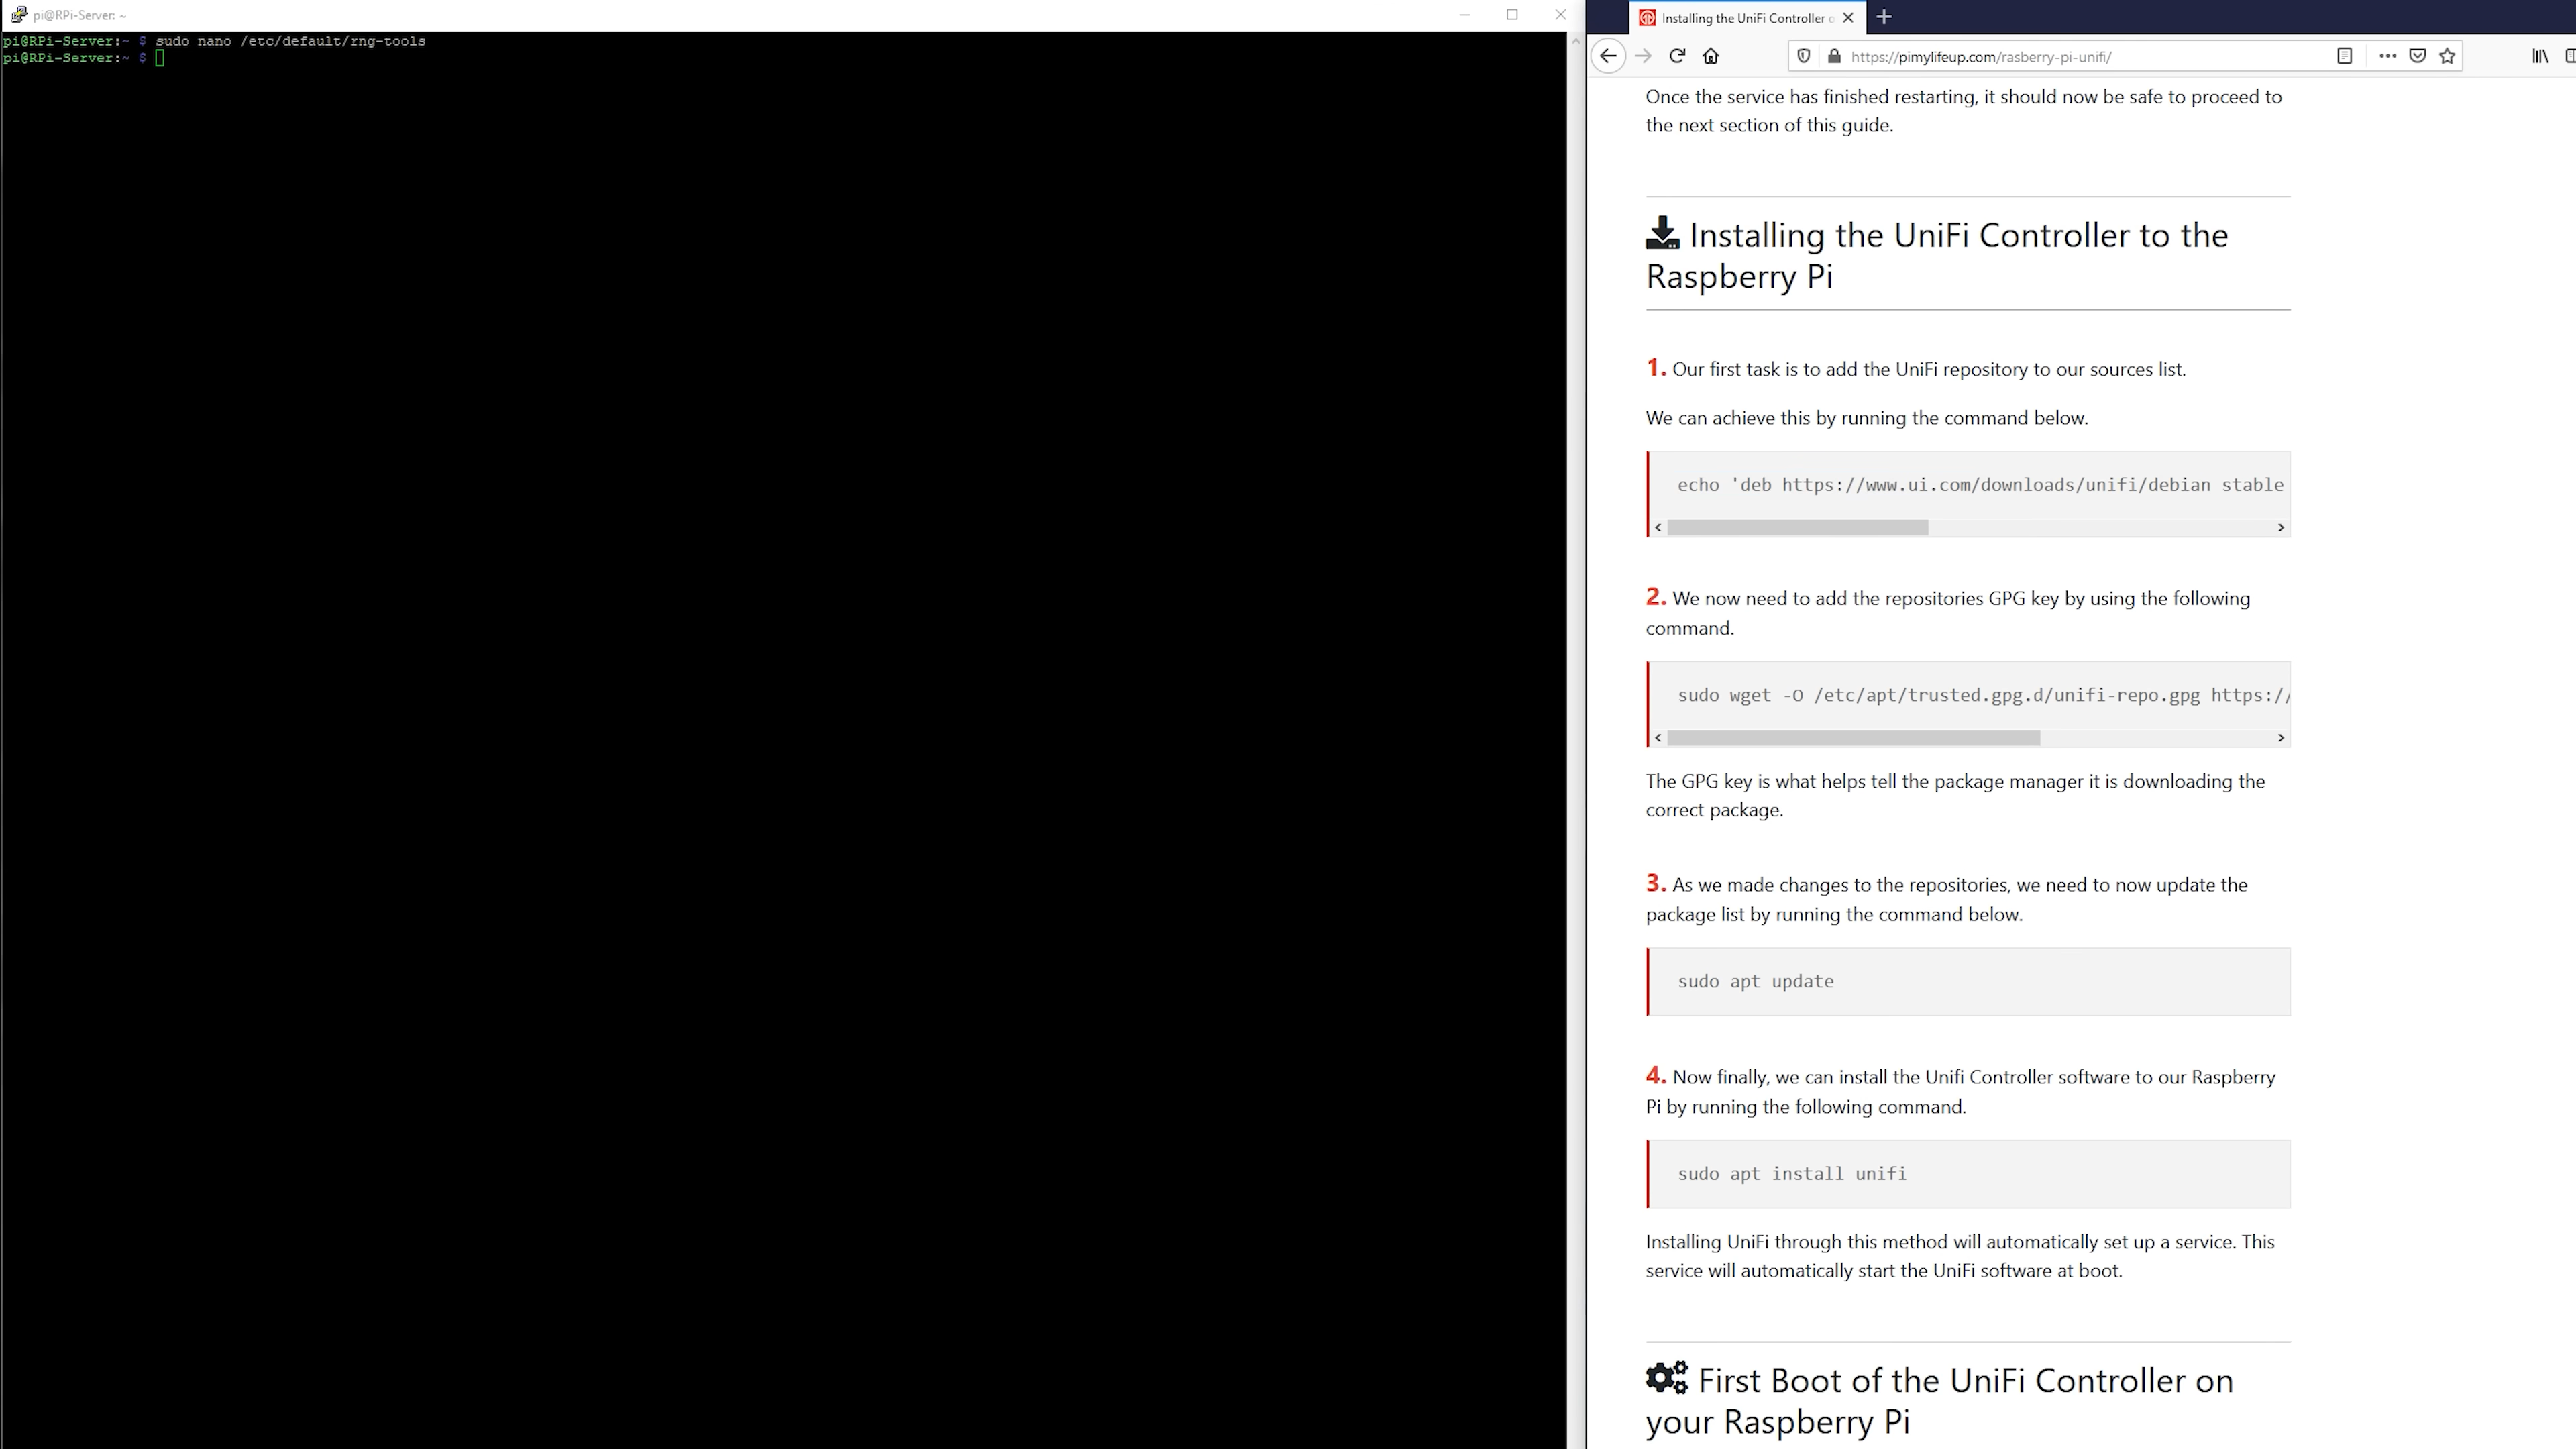 pi@RPi-Server: ~
pi@RPi-Server:~ $ sudo nano /etc/default/rng-tools
pi@RPi-Server:~ $
Installing the UniFi Controller o
https://pimylifeup.com/rasberry-pi-unifi/
Once the service has finished restarting, it should now be safe to proceed to
the next section of this guide.
Installing the UniFi Controller to the
Raspberry Pi
1. Our first task is to add the UniFi repository to our sources list.
We can achieve this by running the command below.
echo 'deb https://www.ui.com/downloads/unifi/debian stable
2. We now need to add the repositories GPG key by using the following
command.
sudo wget -O /etc/apt/trusted.gpg.d/unifi-repo.gpg https://
The GPG key is what helps tell the package manager it is downloading the
correct package.
3. As we made changes to the repositories, we need to now update the
package list by running the command below.
sudo apt update
4. Now finally, we can install the Unifi Controller software to our Raspberry
Pi by running the following command.
sudo apt install unifi
Installing UniFi through this method will automatically set up a service. This
service will automatically start the UniFi software at boot.
First Boot of the UniFi Controller on
your Raspberry Pi